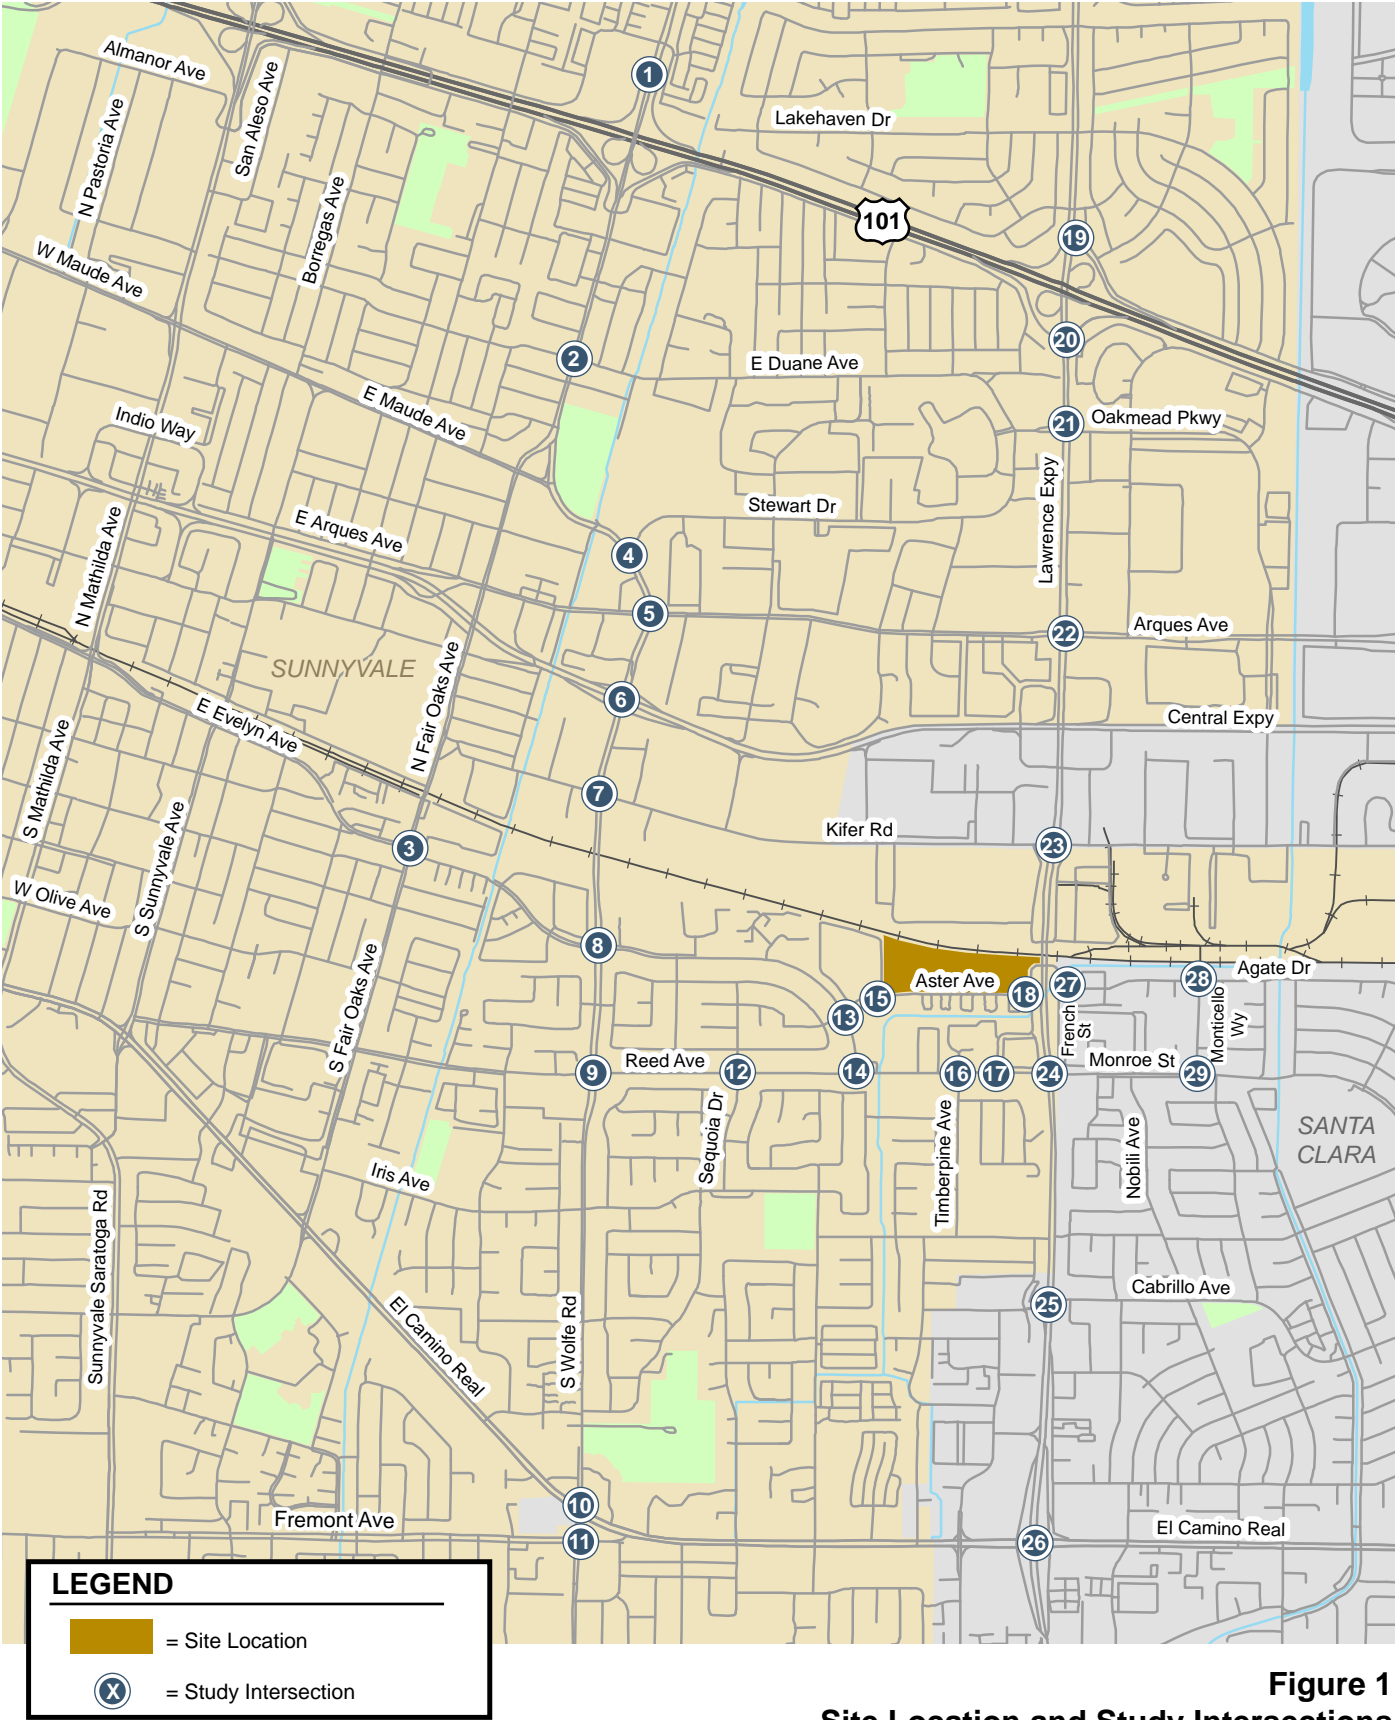 1
Almanor Ave
San Aleso Ave
N Pastoria Ave
Lakehaven Dr
Borregas Ave
101
19
W Maude Ave
20
2
E Duane Ave
E Maude Ave
Indio Way
21
Oakmead Pkwy
Lawrence Expy
Stewart Dr
E Arques Ave
N Mathilda Ave
4
5
22
Arques Ave
SUNNYVALE
N Fair Oaks Ave
6
E Evelyn Ave
Central Expy
S Mathilda Ave
7
S Sunnyvale Ave
Kifer Rd
3
23
W Olive Ave
8
S Fair Oaks Ave
Aster Ave
Agate Dr
15
18
27
28
13
French
St
Monticello
Wy
9
Reed Ave
12
14
16
17
24
Monroe St
29
Sequoia Dr
Timberpine Ave
Nobili Ave
SANTA
CLARA
Iris Ave
Sunnyvale Saratoga Rd
El Camino Real
S Wolfe Rd
Cabrillo Ave
25
10
Fremont Ave
11
26
El Camino Real
LEGEND
= Site Location
X
= Study Intersection
Figure 1
Site Location and Study Intersections